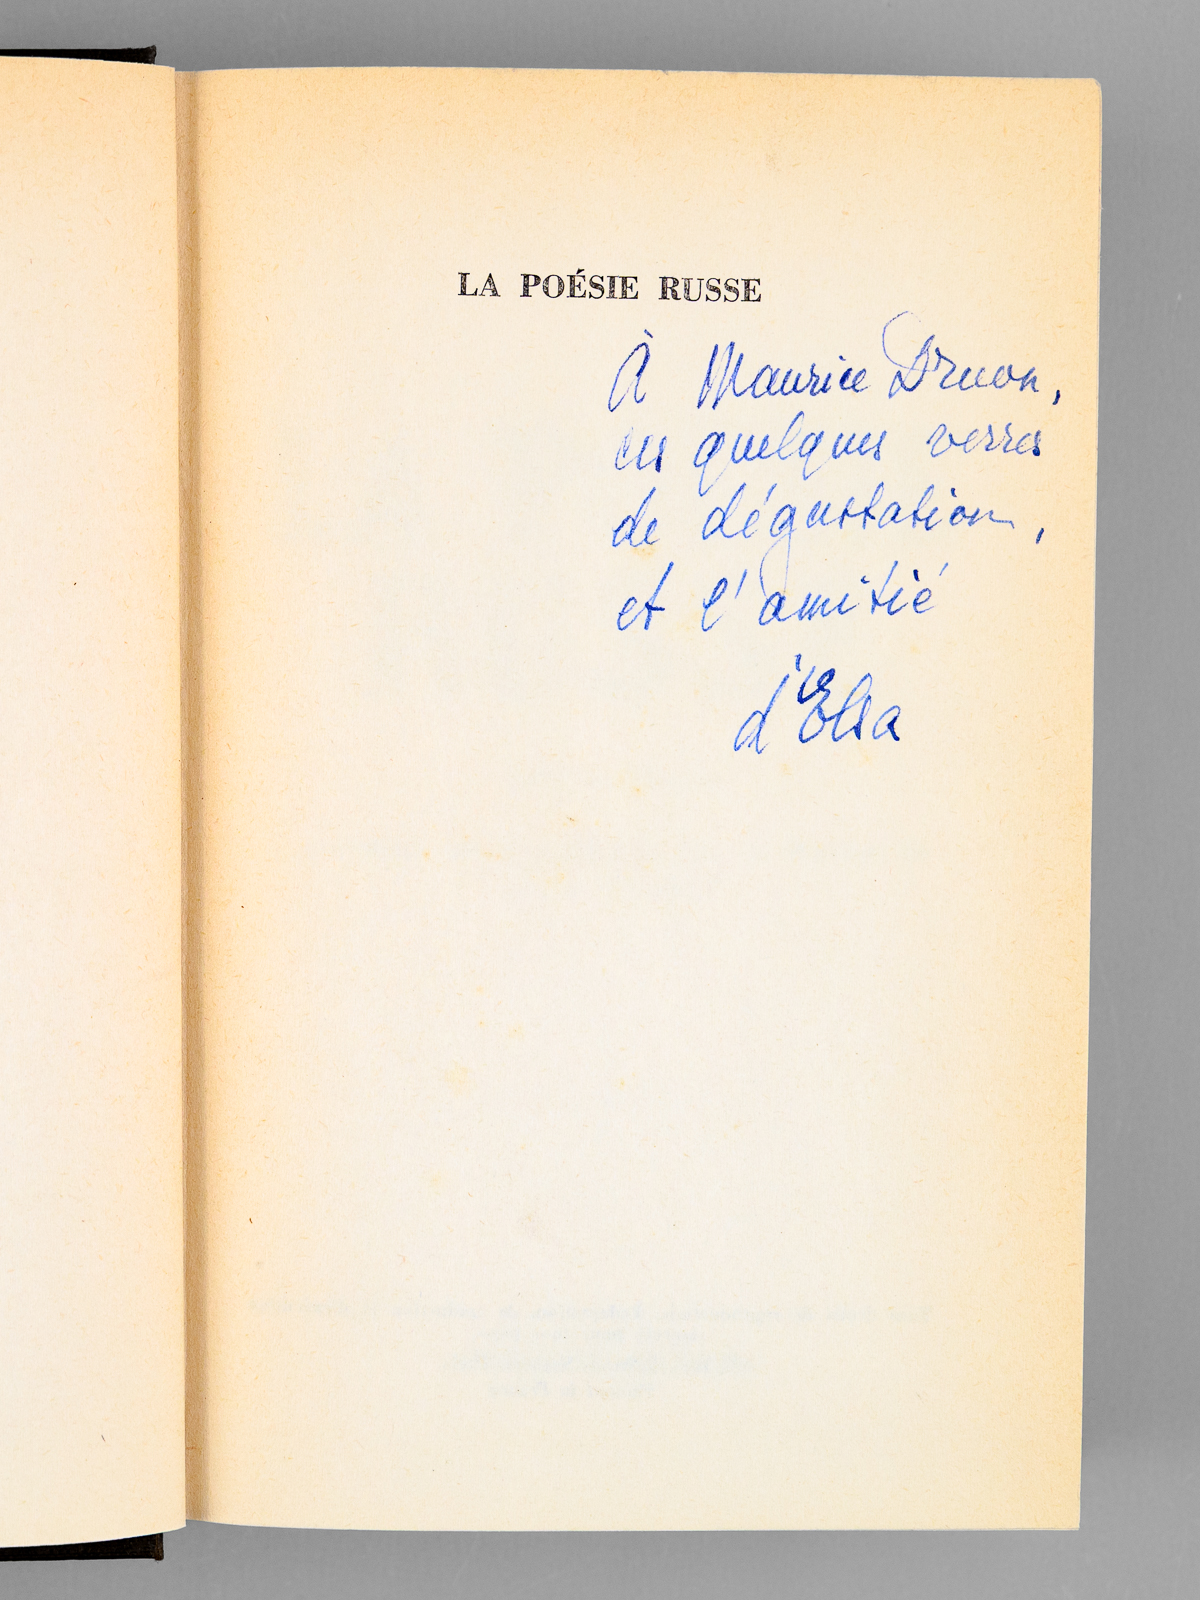 LA POÉSIE RUSSE
À Maurice Druon,
ces quelques verres
de dégustation,
et l'amitié
d'Elsa